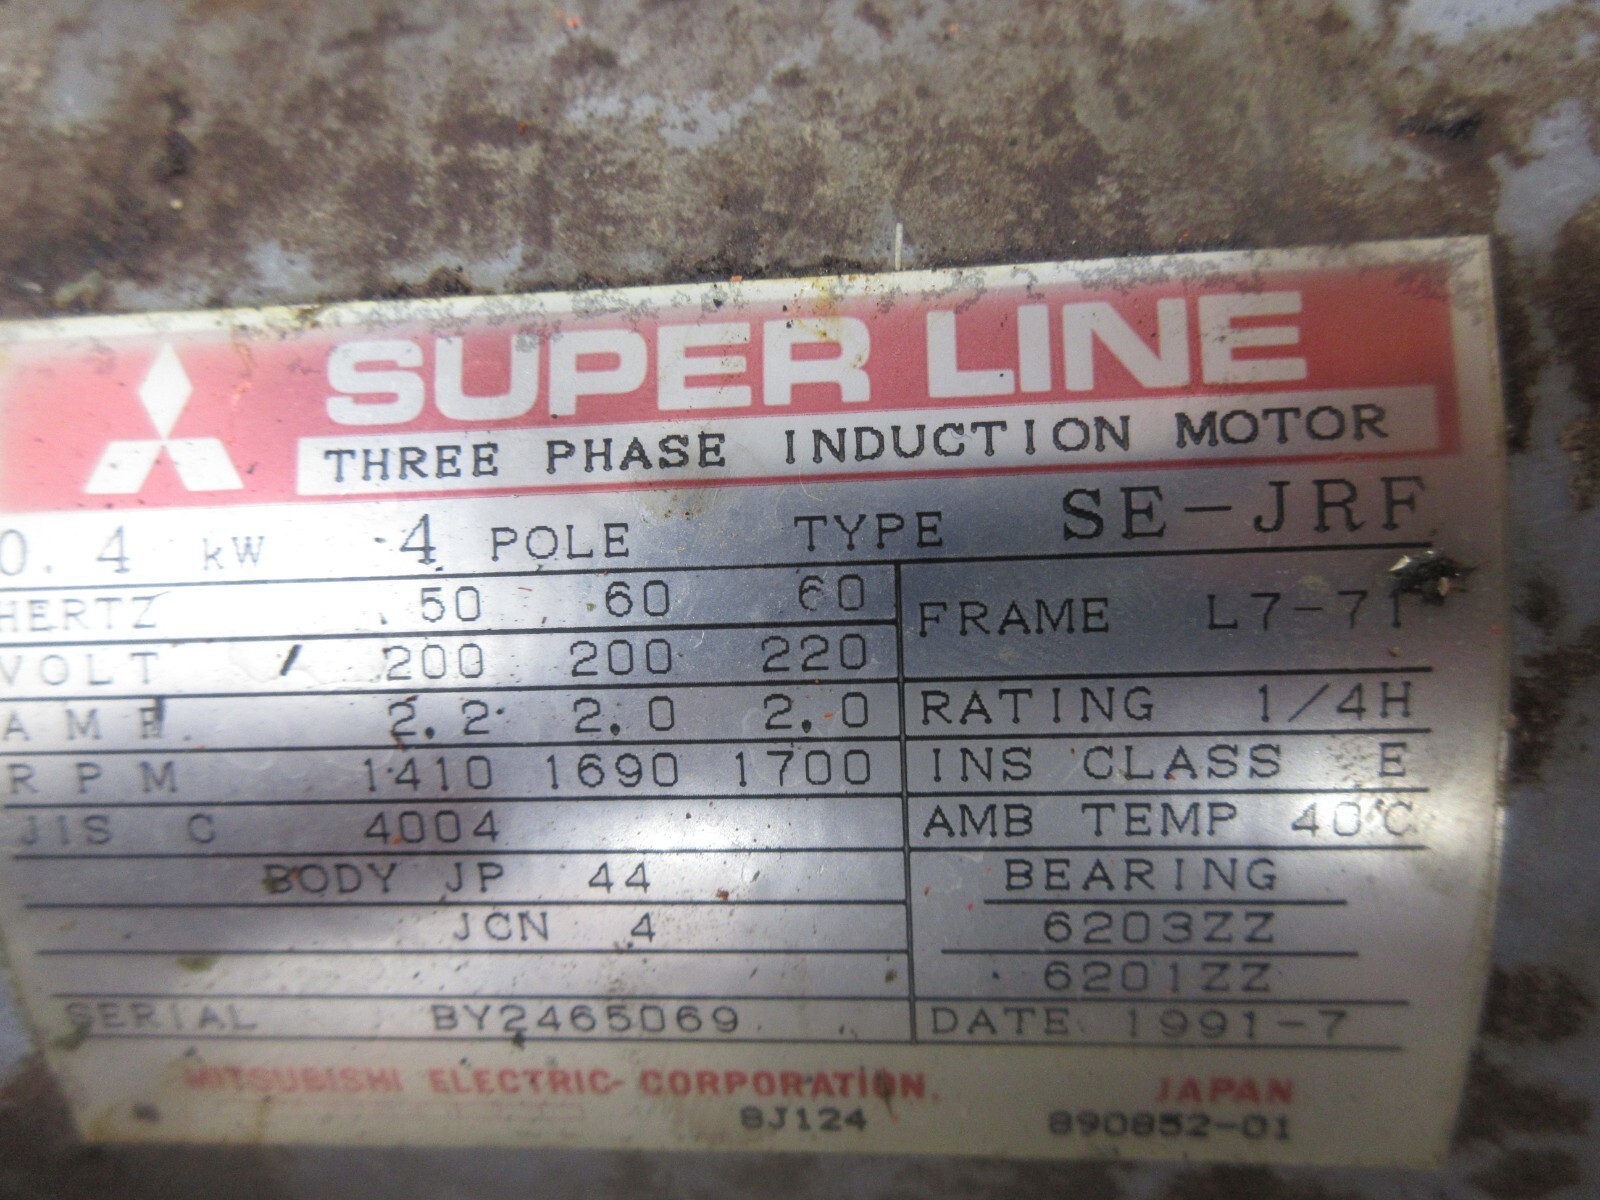 SUPER LINE
THREE PHASE INDUCTION MOTOR
0.4 kW 4 POLE TYPE SE-JRF
HERTZ 50 60 60 FRAME L7-71
VOLT 200 200 220
AMP. 2.2 2.0 2.0 RATING 1/4H
RPM 1410 1690 1700 INS CLASS E
JIS C 4004 AMB TEMP 40°C
BODY JP 44 BEARING
JCN 4 6203ZZ
6201ZZ
SERIAL BY2465069 DATE 1991-7
MITSUBISHI ELECTRIC CORPORATION. JAPAN
8J124 890852-01